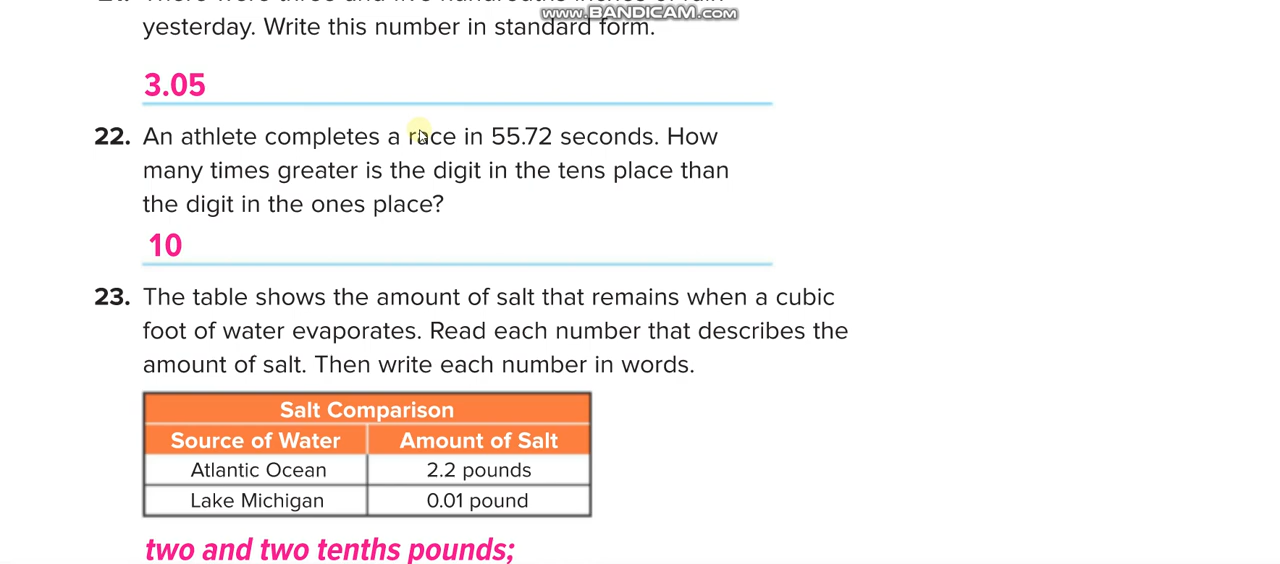 www.BANDICAM.com
yesterday. Write this number in standard form.
3.05
22. An athlete completes a race in 55.72 seconds. How
many times greater is the digit in the tens place than
the digit in the ones place?
10
23. The table shows the amount of salt that remains when a cubic
foot of water evaporates. Read each number that describes the
amount of salt. Then write each number in words.
Salt Comparison
Source of Water Amount of Salt
Atlantic Ocean 2.2 pounds
Lake Michigan 0.01 pound
two and two tenths pounds;